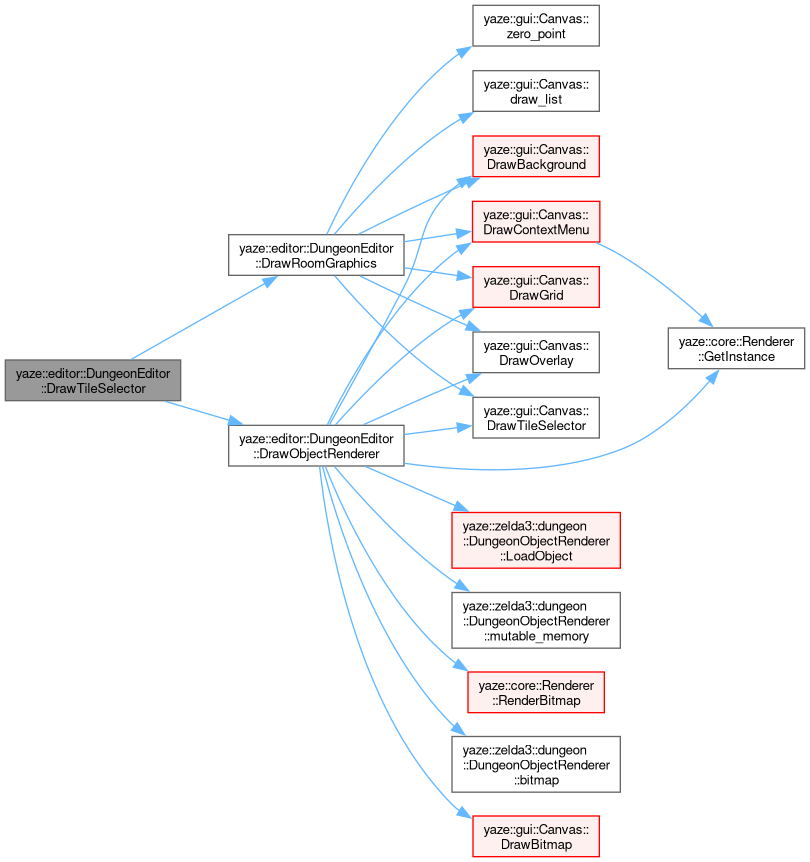 yaze::gui::Canvas::
zero_point
yaze::gui::Canvas::
draw_list
yaze::gui::Canvas::
DrawBackground
yaze::gui::Canvas::
DrawContextMenu
yaze::editor::DungeonEditor
::DrawRoomGraphics
yaze::gui::Canvas::
DrawGrid
yaze::core::Renderer
::GetInstance
yaze::gui::Canvas::
DrawOverlay
yaze::editor::DungeonEditor
::DrawTileSelector
yaze::gui::Canvas::
DrawTileSelector
yaze::editor::DungeonEditor
::DrawObjectRenderer
yaze::zelda3::dungeon
::DungeonObjectRenderer
::LoadObject
yaze::zelda3::dungeon
::DungeonObjectRenderer
::mutable_memory
yaze::core::Renderer
::RenderBitmap
yaze::zelda3::dungeon
::DungeonObjectRenderer
::bitmap
yaze::gui::Canvas::
DrawBitmap